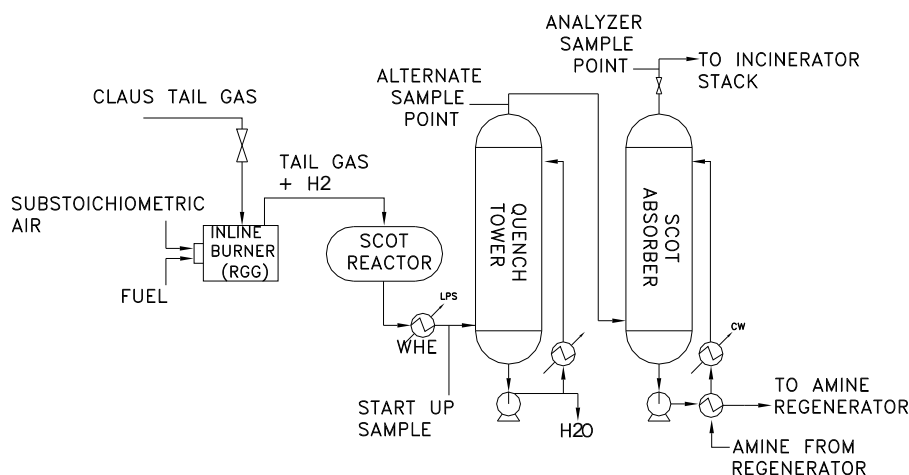 ANALYZER
SAMPLE
POINT
TO INCINERATOR
STACK
ALTERNATE
SAMPLE
POINT
CLAUS TAIL GAS
TAIL GAS
+ H2
SUBSTOICHIOMETRIC
AIR
INLINE
BURNER
(RGG)
FUEL
SCOT
REACTOR
LPS
WHE
START UP
SAMPLE
QUENCH
TOWER
H2O
SCOT
ABSORBER
CW
TO AMINE
REGENERATOR
AMINE FROM
REGENERATOR